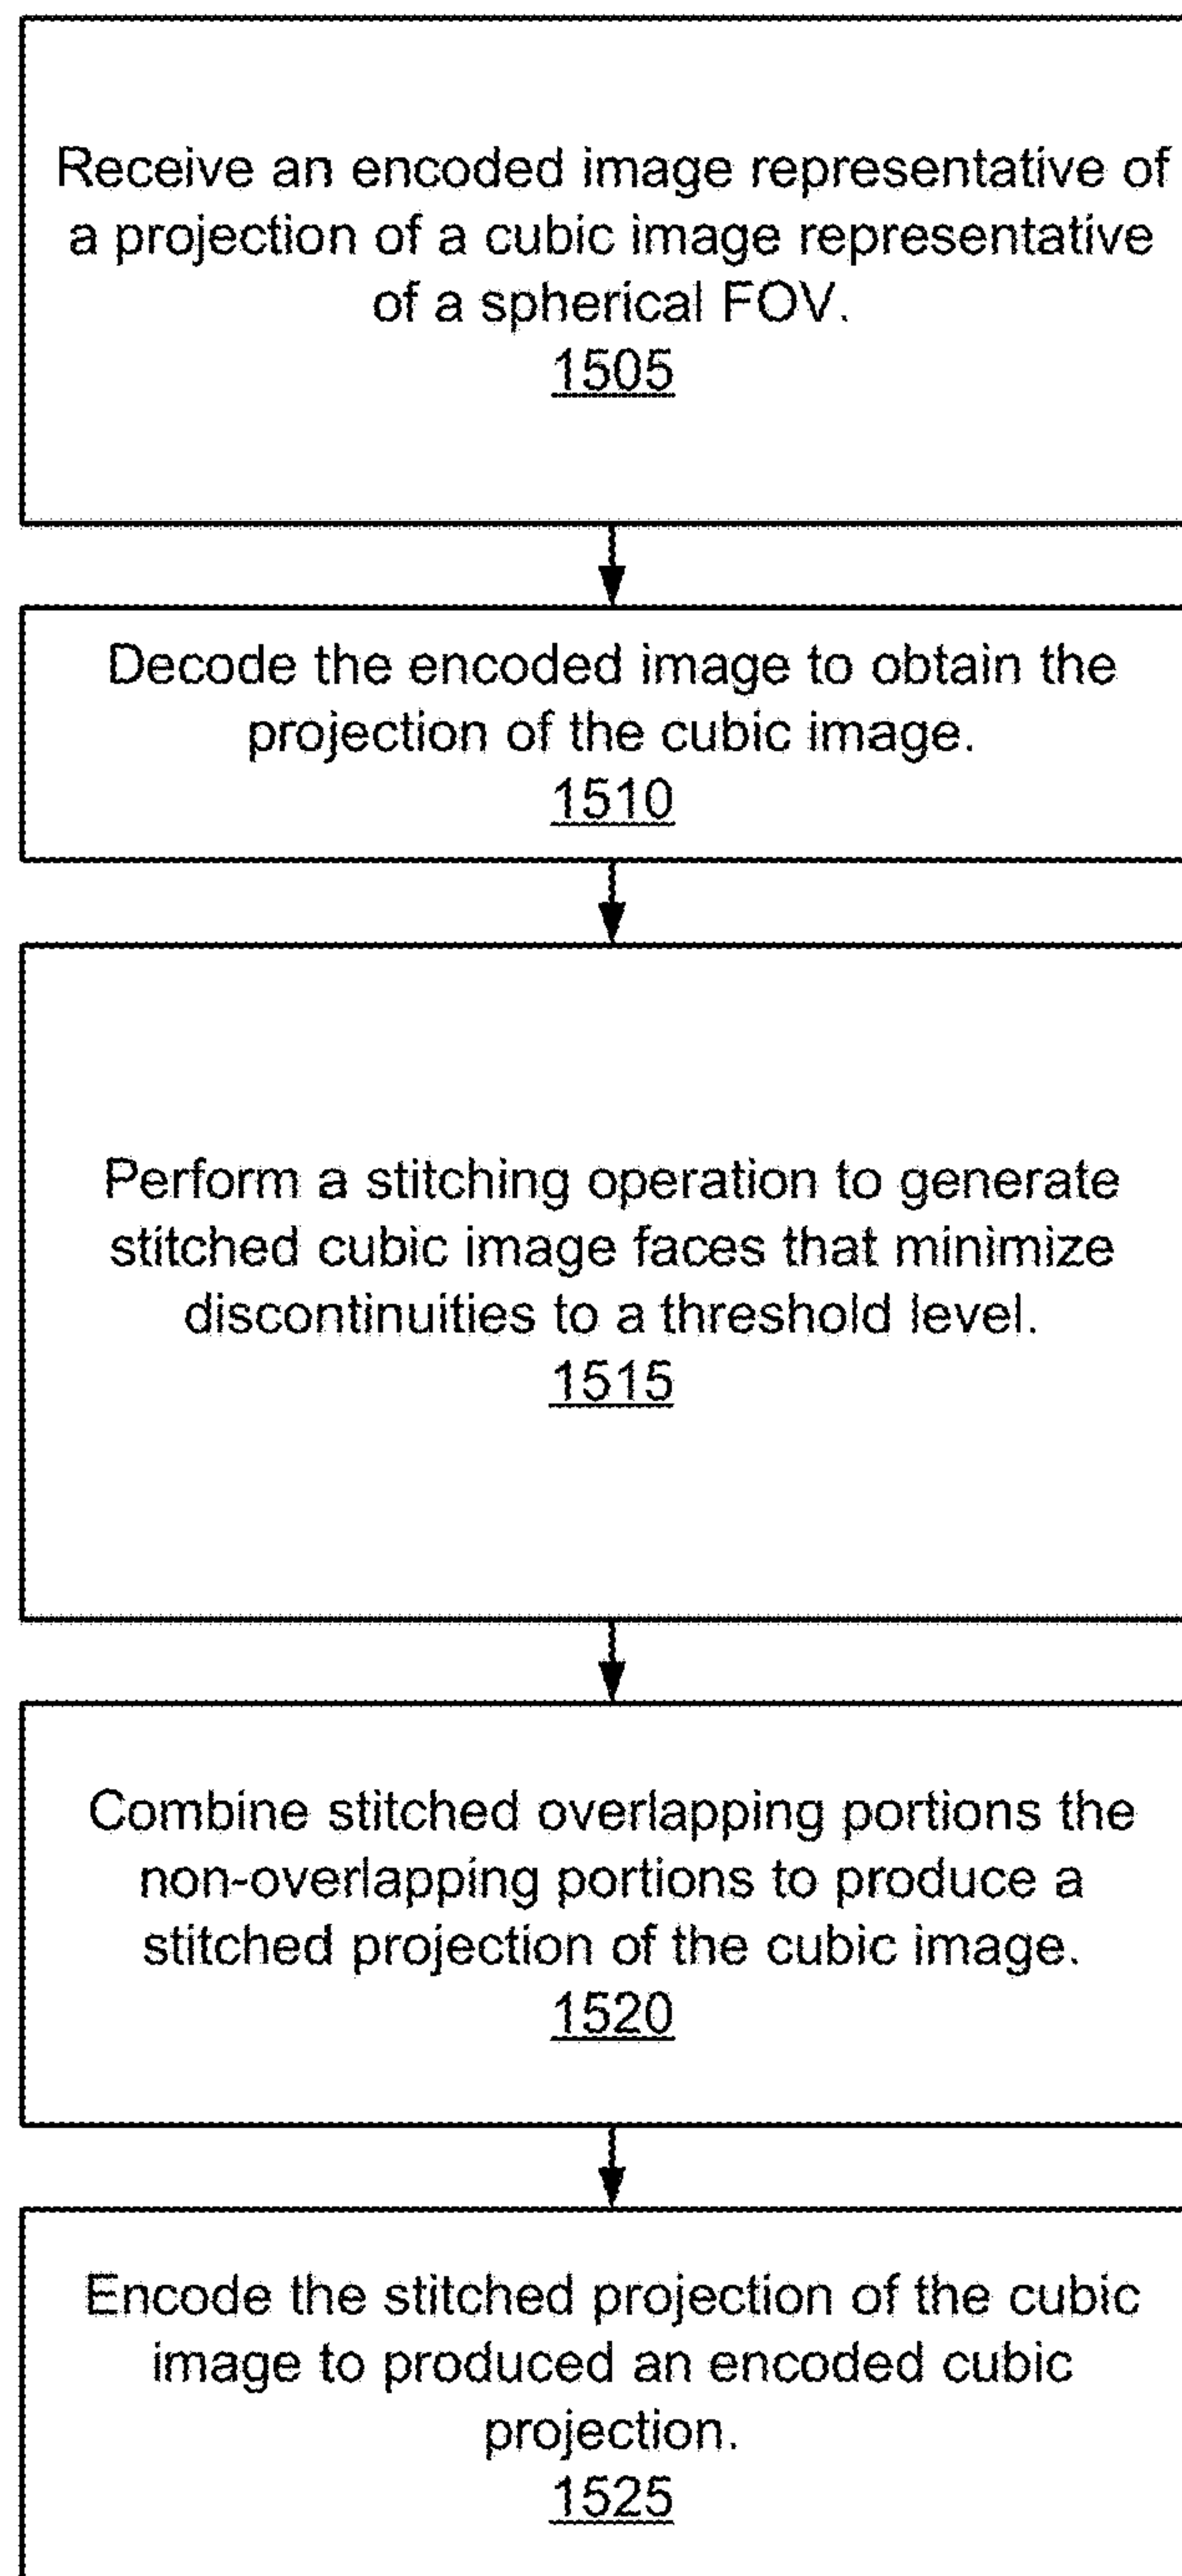 Receive an encoded image representative of
a projection of a cubic image representative
of a spherical FOV.
1505
Decode the encoded image to obtain the
projection of the cubic image.
1510
Perform a stitching operation to generate
stitched cubic image faces that minimize
discontinuities to a threshold level.
1515
Combine stitched overlapping portions the
non-overlapping portions to produce a
stitched projection of the cubic image.
1520
Encode the stitched projection of the cubic
image to produced an encoded cubic
projection.
1525